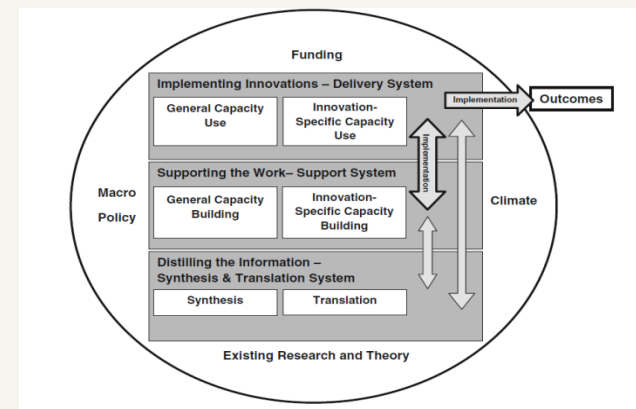 Funding
Implementing Innovations – Delivery System
General Capacity
Use
Innovation-
Specific Capacity
Use
Implementation
Outcomes
Implementation
Supporting the Work– Support System
General Capacity
Building
Innovation-
Specific Capacity
Building
Macro
Policy
Climate
Distilling the Information –
Synthesis & Translation System
Synthesis
Translation
Existing Research and Theory